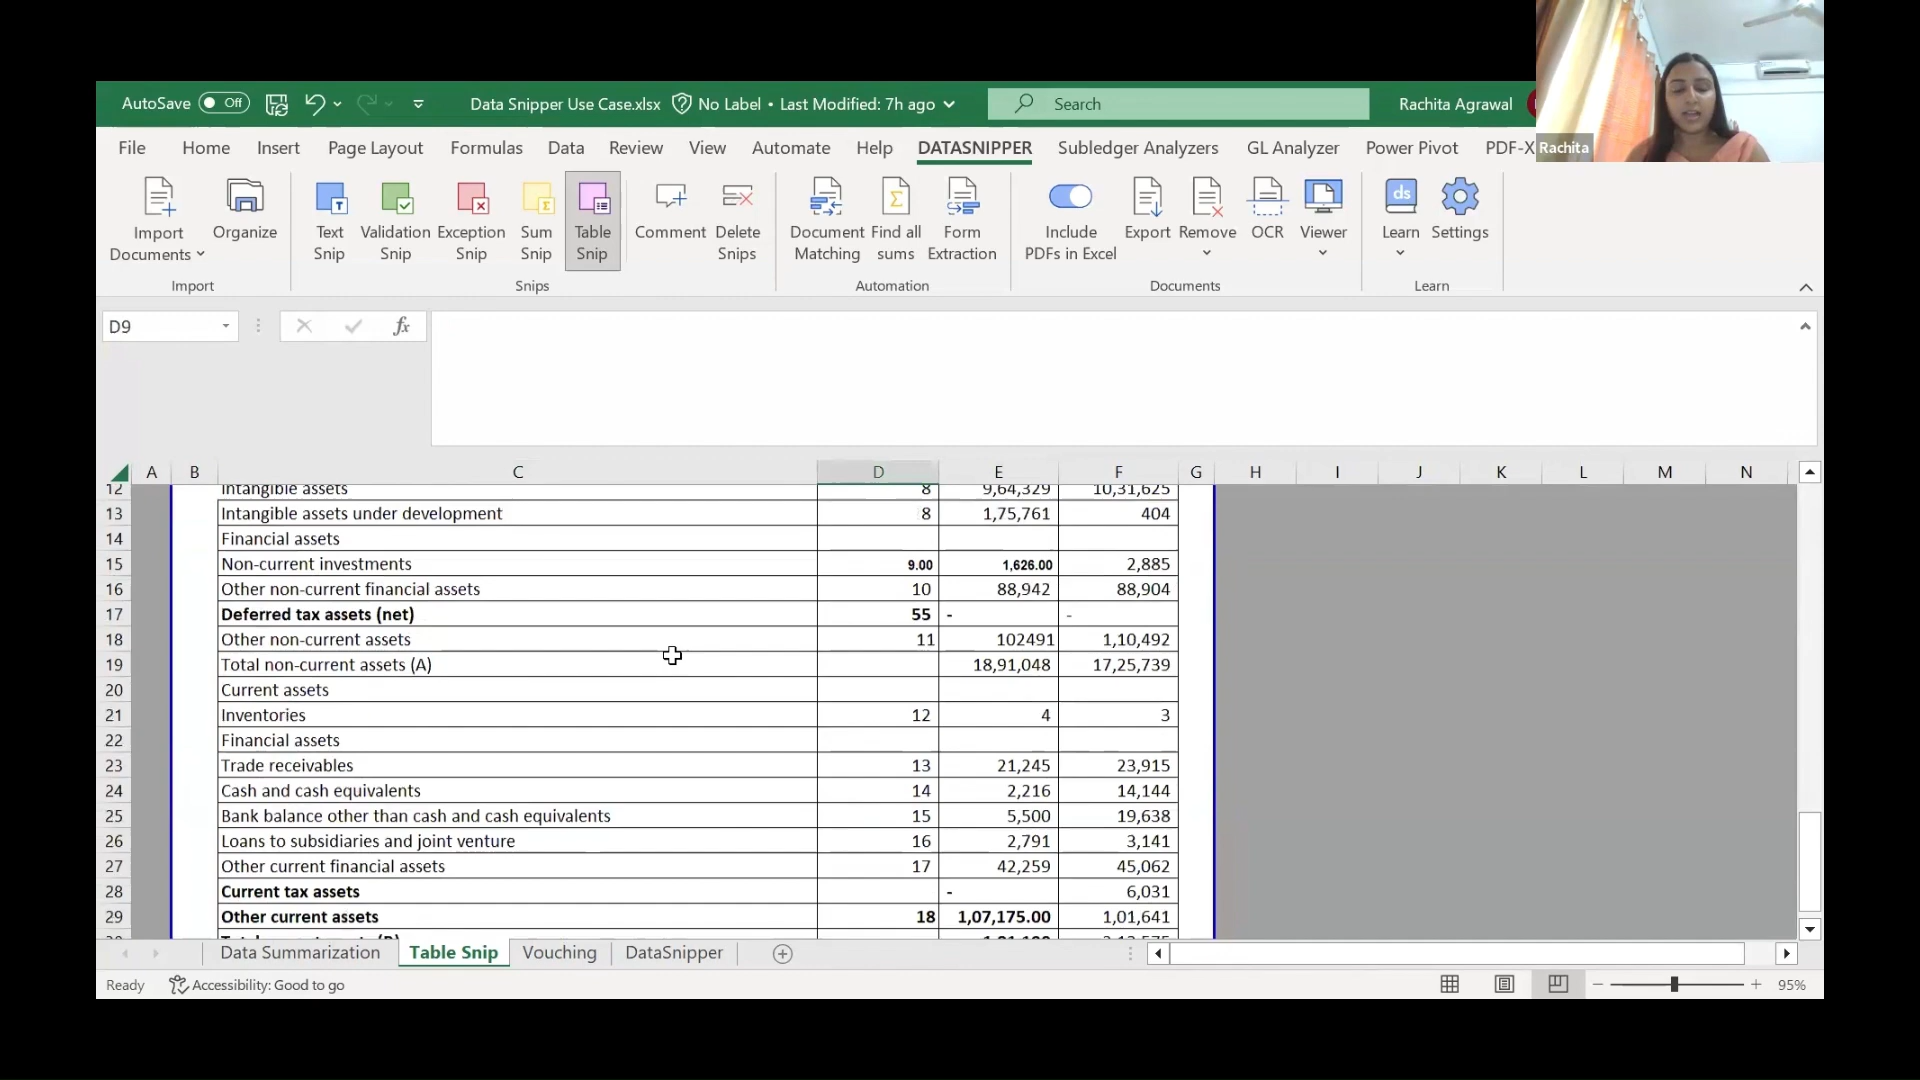 AutoSave Off Data Snipper Use Case.xlsx No Label • Last Modified: 7h ago Search Rachita Agrawal
Rachita
File Home Insert Page Layout Formulas Data Review View Automate Help DATASNIPPER Subledger Analyzers GL Analyzer Power Pivot PDF-X
Import Documents Organize Text Snip Validation Snip Exception Snip Sum Snip Table Snip Comment Delete Snips Document Matching Find all sums Form Extraction Include PDFs in Excel Export Remove OCR Viewer Learn Settings
Import Snips Automation Documents Learn
D9 fx
A B C D E F G H I J K L M N
12 Intangible assets 8 9,64,329 10,31,625
13 Intangible assets under development 8 1,75,761 404
14 Financial assets
15 Non-current investments 9.00 1,626.00 2,885
16 Other non-current financial assets 10 88,942 88,904
17 Deferred tax assets (net) 55 - -
18 Other non-current assets 11 102491 1,10,492
19 Total non-current assets (A) 18,91,048 17,25,739
20 Current assets
21 Inventories 12 4 3
22 Financial assets
23 Trade receivables 13 21,245 23,915
24 Cash and cash equivalents 14 2,216 14,144
25 Bank balance other than cash and cash equivalents 15 5,500 19,638
26 Loans to subsidiaries and joint venture 16 2,791 3,141
27 Other current financial assets 17 42,259 45,062
28 Current tax assets - 6,031
29 Other current assets 18 1,07,175.00 1,01,641
Data Summarization Table Snip Vouching DataSnipper
Ready Accessibility: Good to go 95%